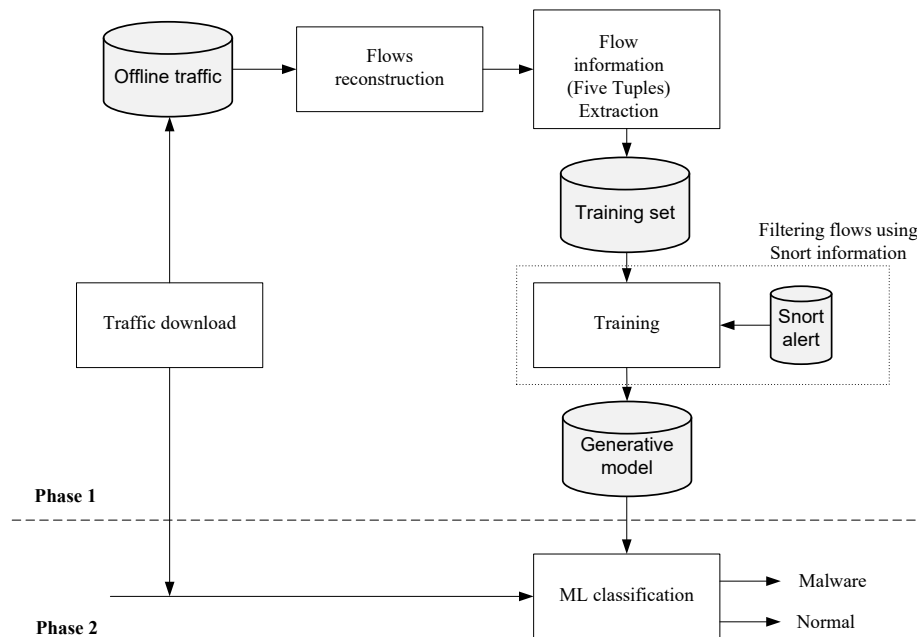 Offline traffic
Flows
reconstruction
Flow
information
(Five Tuples)
Extraction
Training set
Filtering flows using
Snort information
Traffic download
Training
Snort
alert
Generative
model
Phase 1
ML classification
Malware
Normal
Phase 2